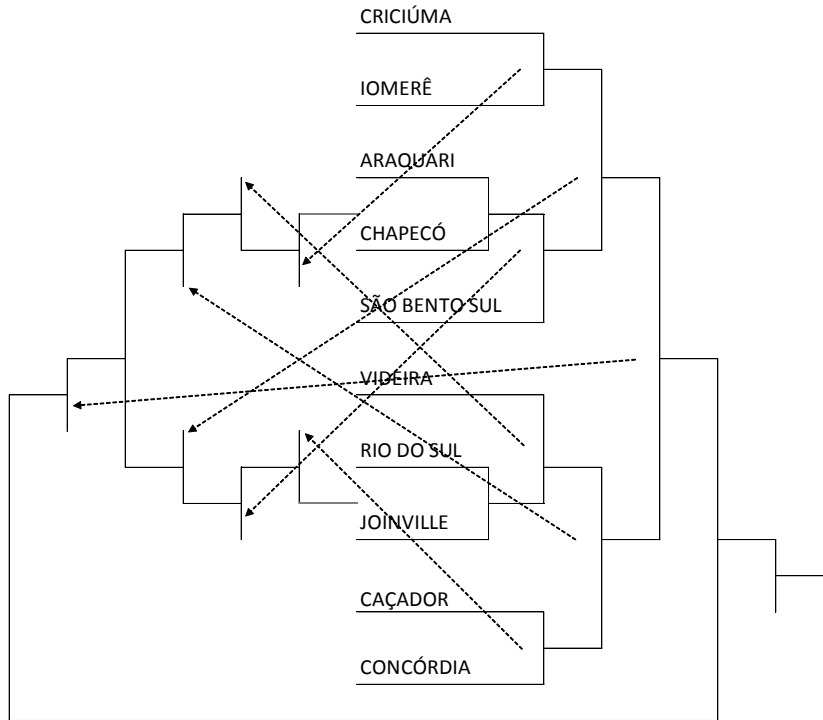 CRICIÚMA
IOMERÊ
ARAQUARI
CHAPECÓ
SÃO BENTO SUL
VIDEIRA
RIO DO SUL
JOINVILLE
CAÇADOR
CONCÓRDIA